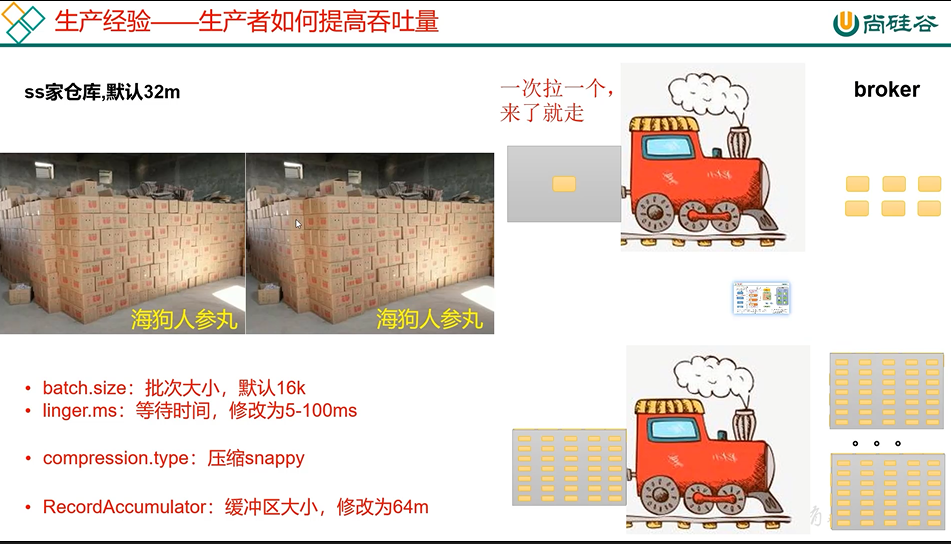 生产经验——生产者如何提高吞吐量
尚硅谷
ss家仓库,默认32m
一次拉一个，
来了就走
broker
海狗人参丸
海狗人参丸
• batch.size：批次大小，默认16k
• linger.ms：等待时间，修改为5-100ms
• compression.type：压缩snappy
• RecordAccumulator：缓冲区大小，修改为64m